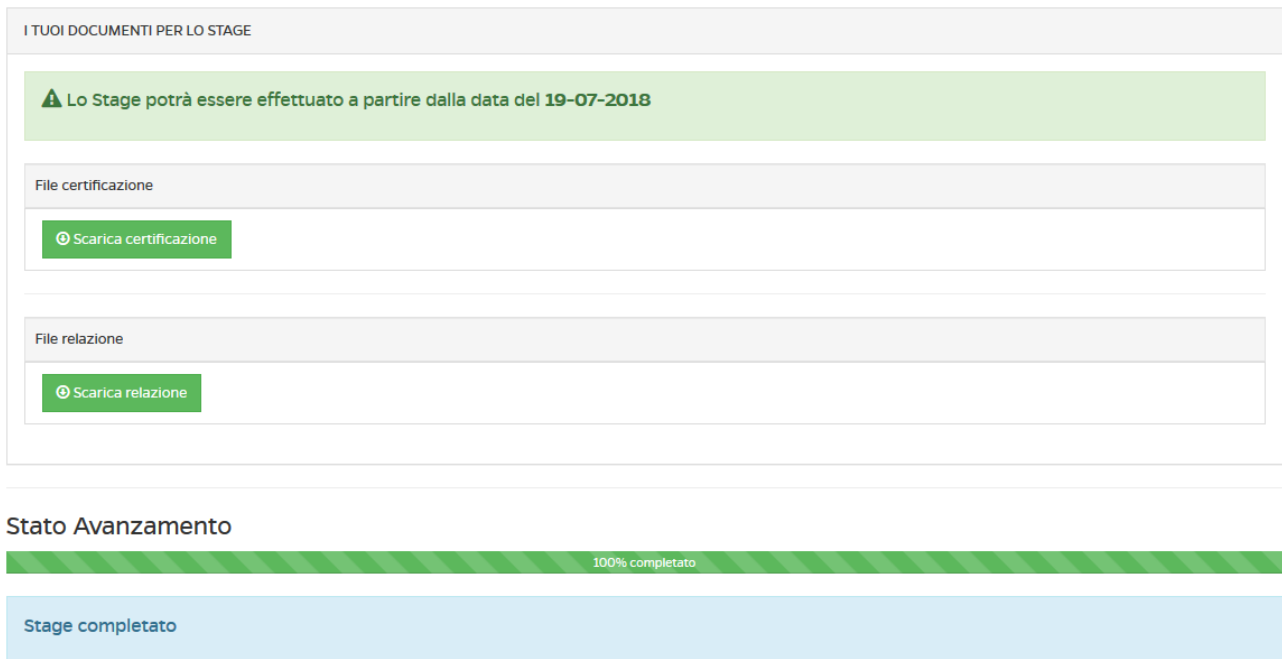 I TUOI DOCUMENTI PER LO STAGE
Lo Stage potrà essere effettuato a partire dalla data del 19-07-2018
File certificazione
Scarica certificazione
File relazione
Scarica relazione
Stato Avanzamento
100% completato
Stage completato